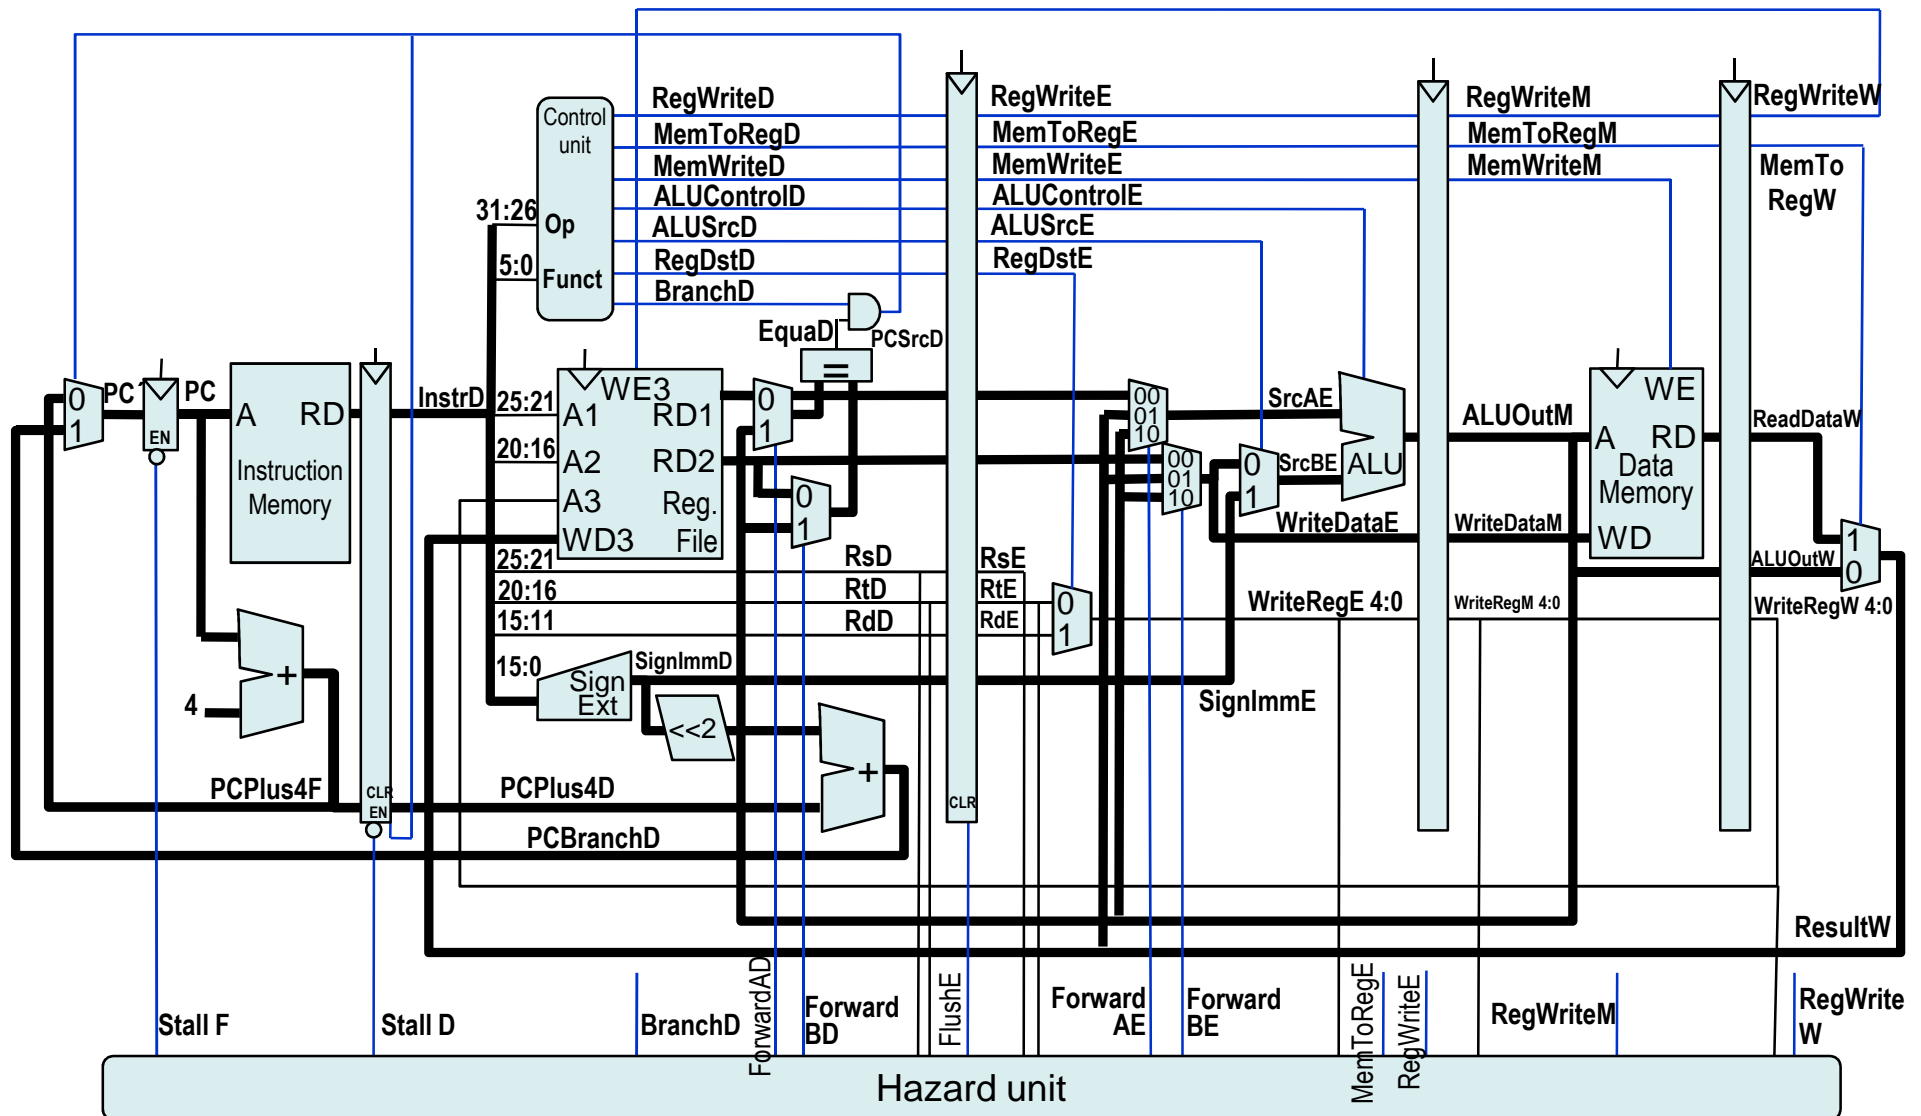 RegWriteD
RegWriteE
RegWriteM
RegWriteW
Control
unit
MemToRegD
MemToRegE
MemToRegM
MemWriteD
MemWriteE
MemWriteM
MemTo
RegW
ALUControlD
ALUControlE
31:26
Op
ALUSrcD
ALUSrcE
RegDstD
RegDstE
5:0
Funct
BranchD
EquaD
PCSrcD
=
0
1
PC´
PC
EN
A
RD
Instruction
Memory
InstrD
25:21
20:16
WE3
A1
RD1
A2
RD2
A3
Reg.
WD3
File
0
1
0
1
00
01
10
00
01
10
SrcAE
0
1
SrcBE
ALU
ALUOutM
WE
A
RD
Data
Memory
WD
ReadDataW
WriteDataE
WriteDataM
1
0
ALUOutW
25:21
RsD
RsE
20:16
RtD
RtE
15:11
RdD
RdE
0
1
WriteRegE 4:0
WriteRegM 4:0
WriteRegW 4:0
15:0
Sign
Ext
SignImmD
SignImmE
+
4
<<2
+
PCPlus4F
CLR
EN
PCPlus4D
CLR
PCBranchD
ResultW
Stall F
Stall D
BranchD
ForwardAD
Forward
BD
FlushE
Forward
AE
Forward
BE
MemToRegE
RegWriteE
RegWriteM
RegWrite
W
Hazard unit